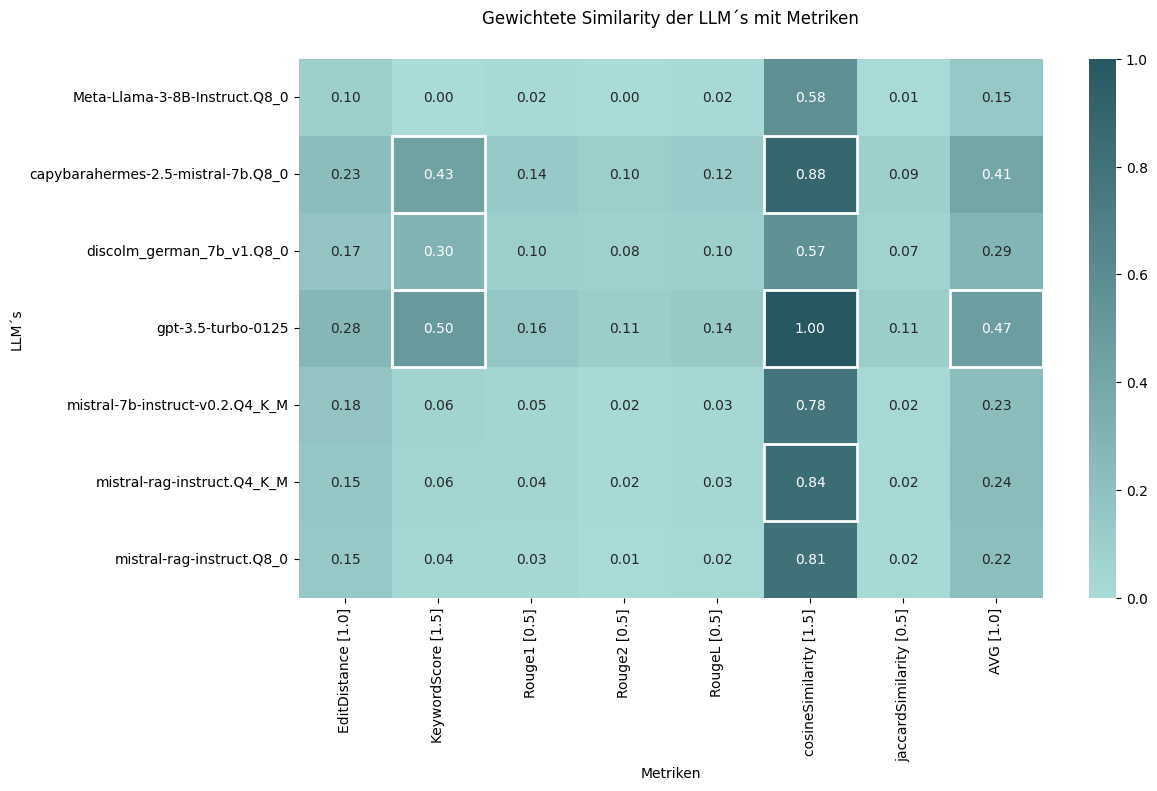 Gewichtete Similarity der LLM´s mit Metriken
LLM´s
Meta-Llama-3-8B-Instruct.Q8_0 0.10 0.00 0.02 0.00 0.02 0.58 0.01 0.15
capybarahermes-2.5-mistral-7b.Q8_0 0.23 0.43 0.14 0.10 0.12 0.88 0.09 0.41
discolm_german_7b_v1.Q8_0 0.17 0.30 0.10 0.08 0.10 0.57 0.07 0.29
gpt-3.5-turbo-0125 0.28 0.50 0.16 0.11 0.14 1.00 0.11 0.47
mistral-7b-instruct-v0.2.Q4_K_M 0.18 0.06 0.05 0.02 0.03 0.78 0.02 0.23
mistral-rag-instruct.Q4_K_M 0.15 0.06 0.04 0.02 0.03 0.84 0.02 0.24
mistral-rag-instruct.Q8_0 0.15 0.04 0.03 0.01 0.02 0.81 0.02 0.22
EditDistance [1.0]
KeywordScore [1.5]
Rouge1 [0.5]
Rouge2 [0.5]
RougeL [0.5]
cosineSimilarity [1.5]
jaccardSimilarity [0.5]
AVG [1.0]
Metriken
1.0
0.8
0.6
0.4
0.2
0.0